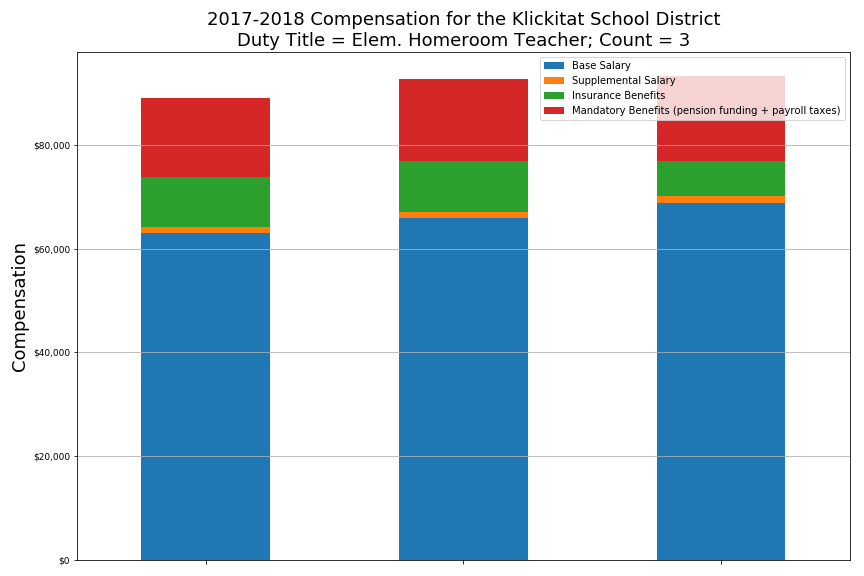 2017-2018 Compensation for the Klickitat School District
Duty Title = Elem. Homeroom Teacher; Count = 3
Base Salary
Supplemental Salary
Insurance Benefits
Mandatory Benefits (pension funding + payroll taxes)
$80,000
$60,000
$40,000
$20,000
$0
Compensation